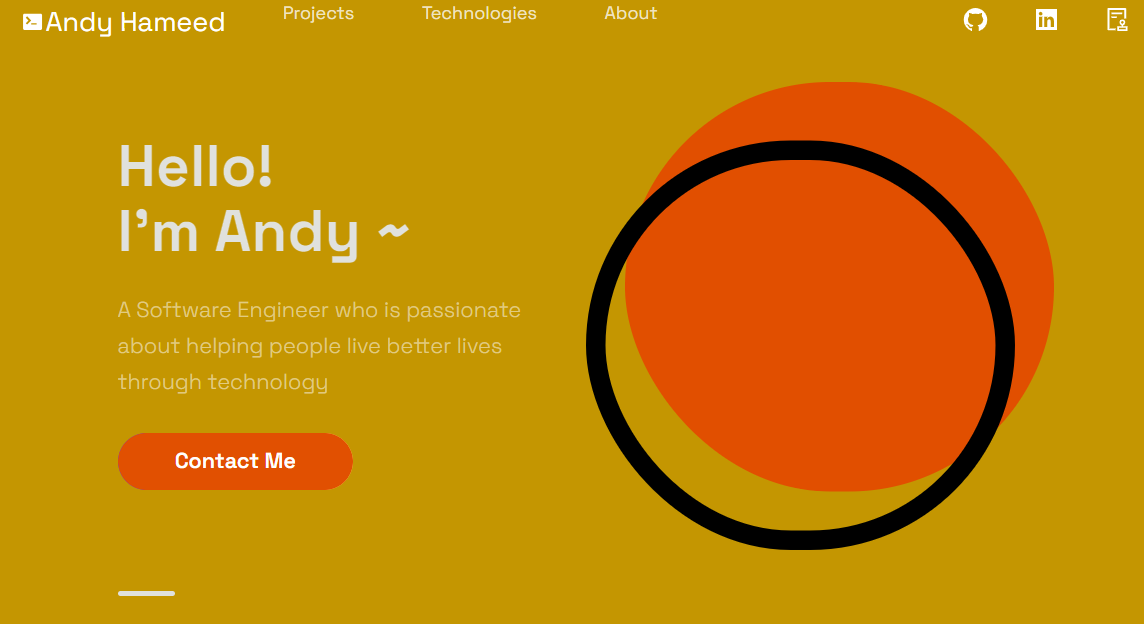 Andy Hameed
Projects
Technologies
About
Hello!
I'm Andy ~
A Software Engineer who is passionate
about helping people live better lives
through technology
Contact Me